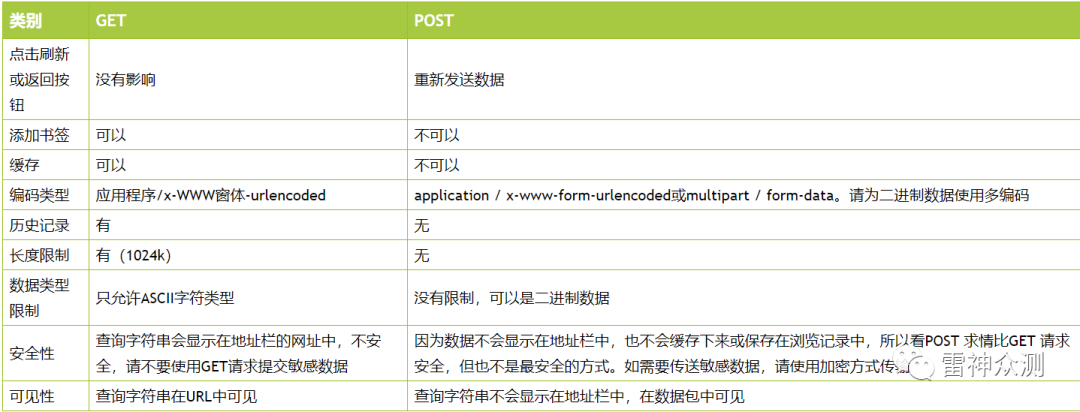 类别 GET POST
点击刷新
或返回按 没有影响 重新发送数据
钮
添加书签 可以 不可以
缓存 可以 不可以
编码类型 应用程序/x-WWW窗体-urlencoded application / x-www-form-urlencoded或multipart / form-data。请为二进制数据使用多编码
历史记录 有 无
长度限制 有（1024k） 无
数据类型
限制 只允许ASCII字符类型 没有限制，可以是二进制数据
安全性 查询字符串会显示在地址栏的网址中，不安 因为数据不会显示在地址栏中，也不会缓存下来或保存在浏览记录中，所以看POST 求情比GET 请求
全，请不要使用GET请求提交敏感数据 安全，但也不是最安全的方式。如需要传送敏感数据，请使用加密方式传输
可见性 查询字符串在URL中可见 查询字符串不会显示在地址栏中，在数据包中可见
雷神众测